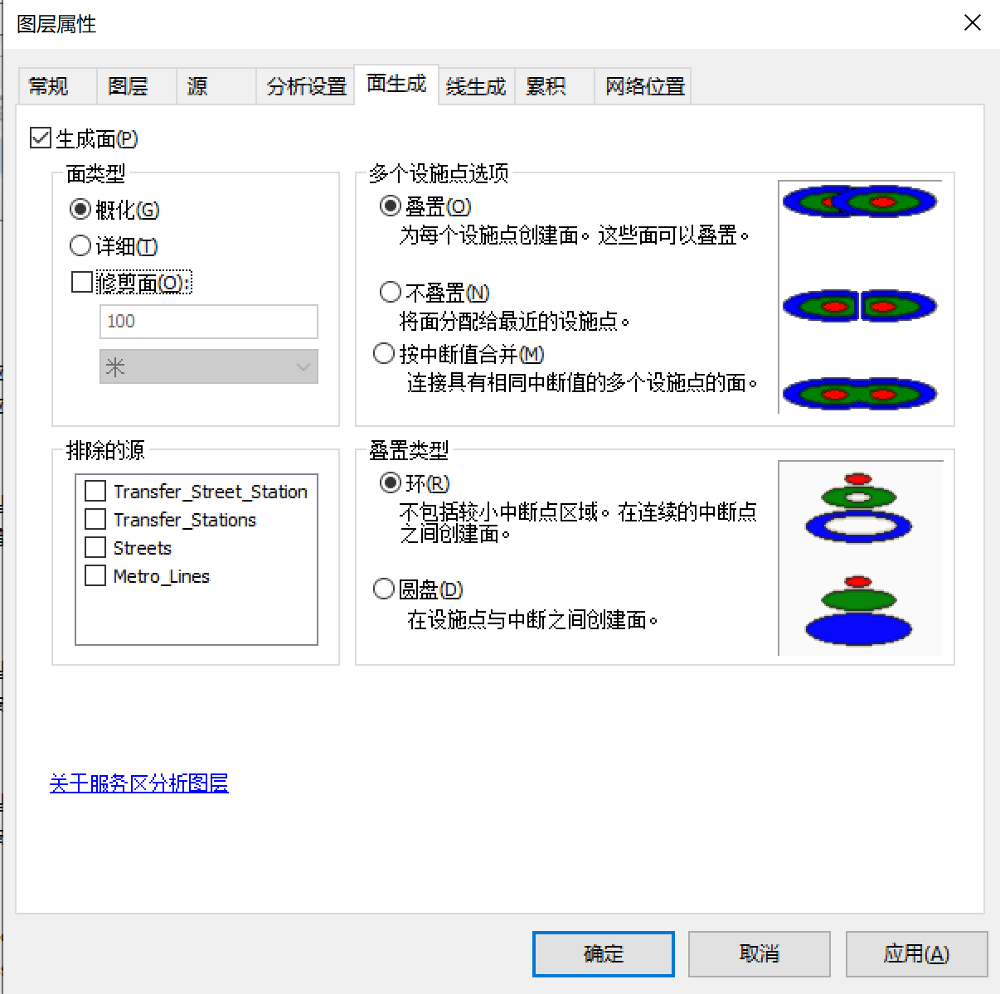 图层属性
常规 图层 源 分析设置 面生成 线生成 累积 网络位置
生成面(P)
面类型
概化(G)
详细(T)
修剪面(O):
100
米
多个设施点选项
叠置(O)
为每个设施点创建面。这些面可以叠置。
不叠置(N)
将面分配给最近的设施点。
按中断值合并(M)
连接具有相同中断值的多个设施点的面。
排除的源
Transfer_Street_Station
Transfer_Stations
Streets
Metro_Lines
叠置类型
环(R)
不包括较小中断点区域。在连续的中断点
之间创建面。
圆盘(D)
在设施点与中断之间创建面。
关于服务区分析图层
确定 取消 应用(A)